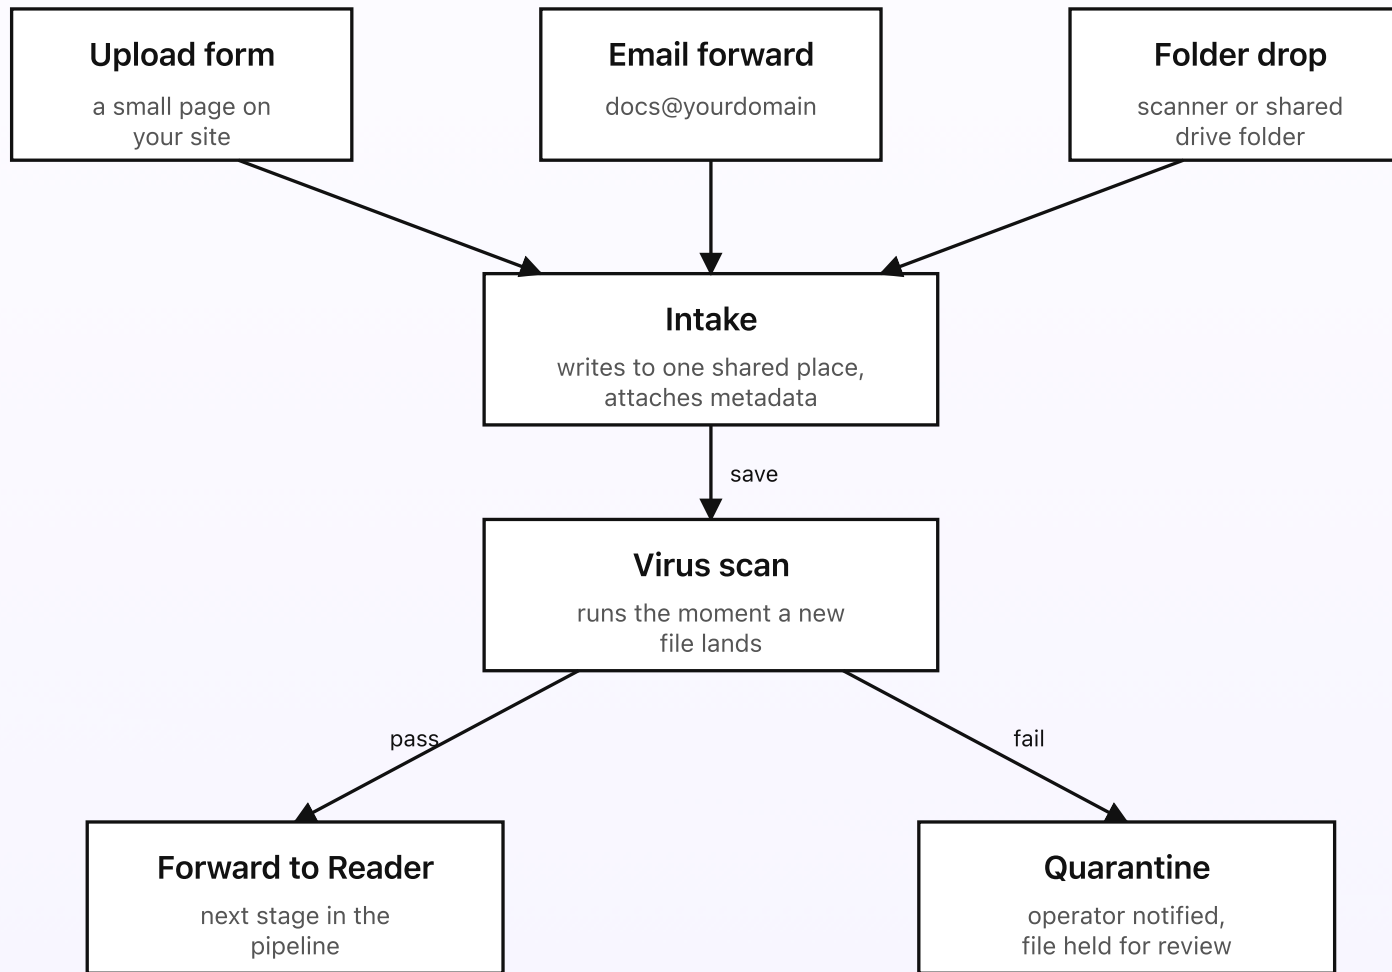 Upload form
a small page on
your site
Email forward
docs@yourdomain
Folder drop
scanner or shared
drive folder
Intake
writes to one shared place,
attaches metadata
save
Virus scan
runs the moment a new
file lands
pass
fail
Forward to Reader
next stage in the
pipeline
Quarantine
operator notified,
file held for review